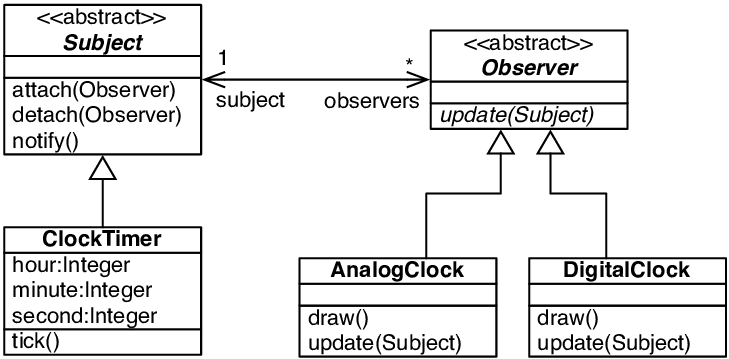 <<abstract>>
Subject
attach(Observer)
detach(Observer)
notify()
1
subject
*
observers
<<abstract>>
Observer
update(Subject)
ClockTimer
hour:Integer
minute:Integer
second:Integer
tick()
AnalogClock
draw()
update(Subject)
DigitalClock
draw()
update(Subject)